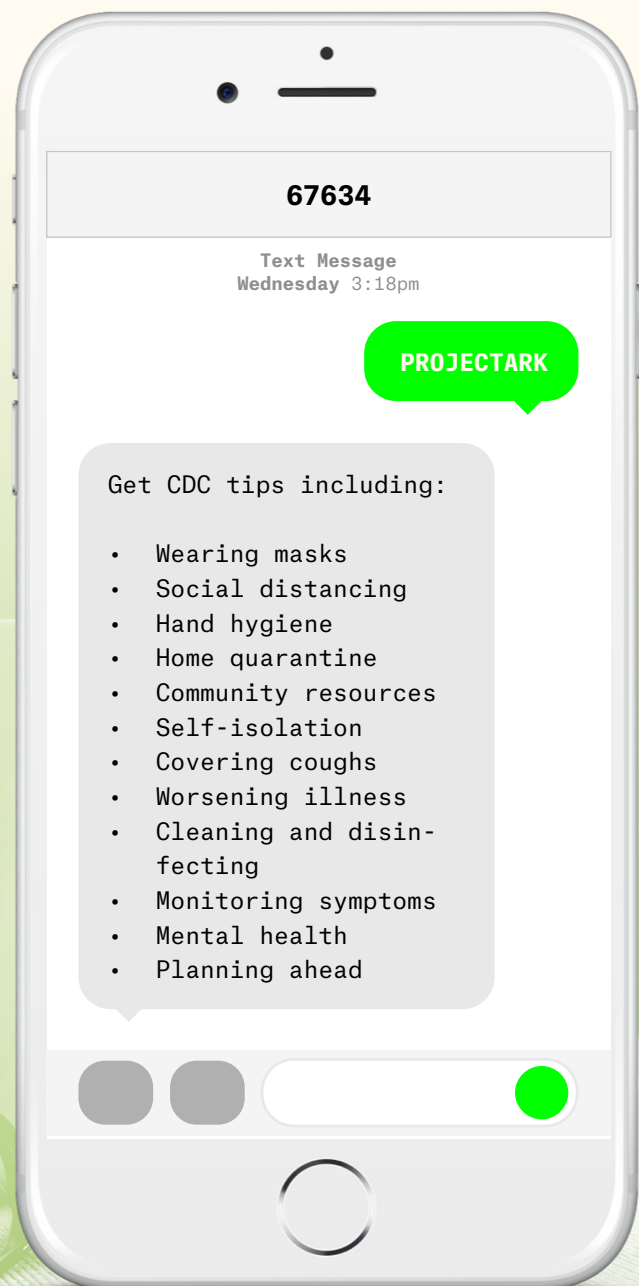 67634
Text Message
Wednesday 3:18pm
PROJECTARK
Get CDC tips including:
• Wearing masks
• Social distancing
• Hand hygiene
• Home quarantine
• Community resources
• Self-isolation
• Covering coughs
• Worsening illness
• Cleaning and disin-
fecting
• Monitoring symptoms
• Mental health
• Planning ahead